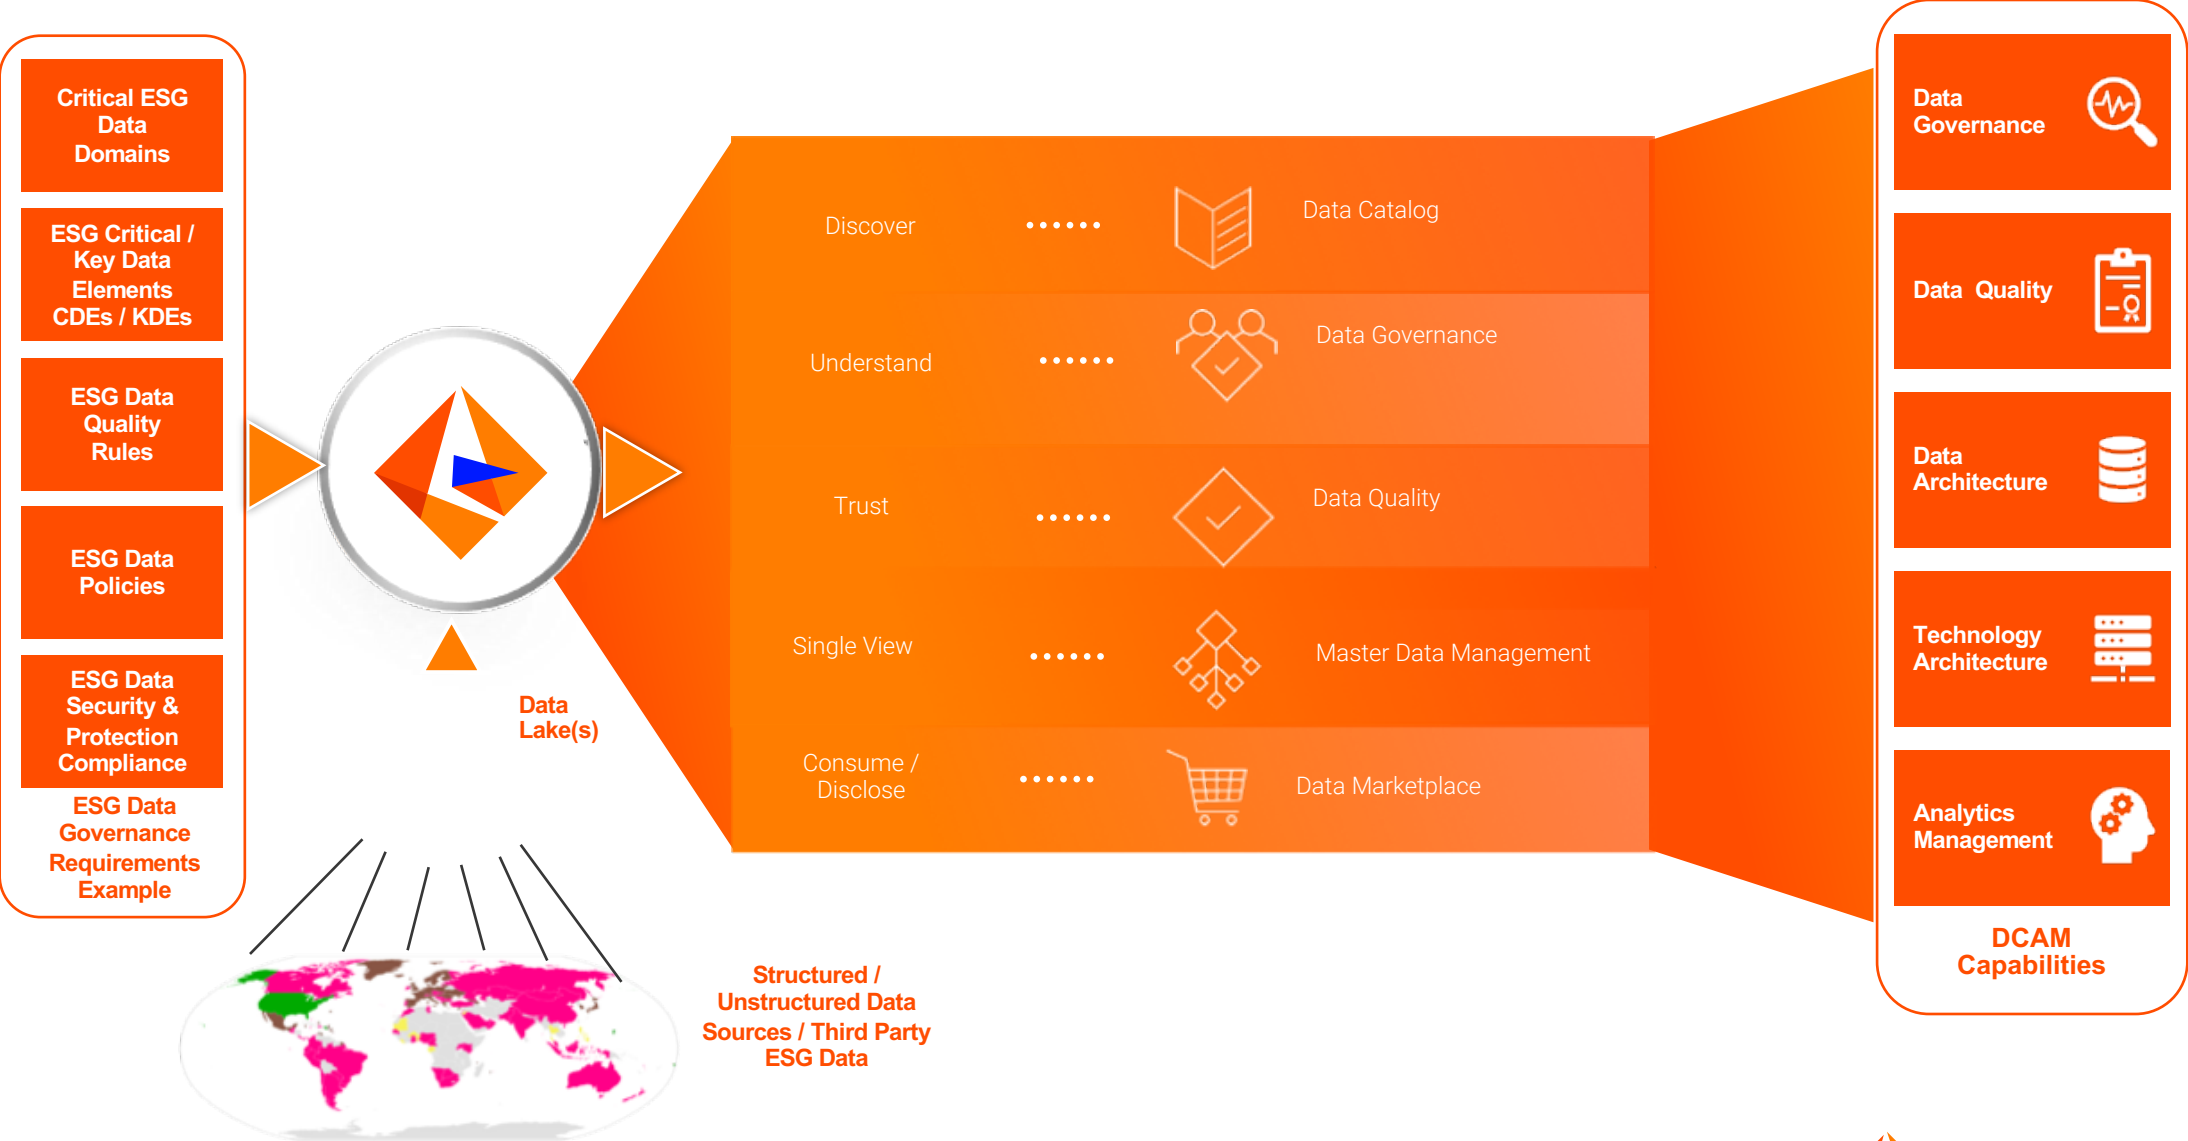 Critical ESG
Data
Domains
ESG Critical /
Key Data
Elements
CDEs / KDEs
ESG Data
Quality
Rules
ESG Data
Policies
ESG Data
Security &
Protection
Compliance
ESG Data
Governance
Requirements
Example
Data
Lake(s)
Structured /
Unstructured Data
Sources / Third Party
ESG Data
Discover
Data Catalog
Understand
Data Governance
Trust
Data Quality
Single View
Master Data Management
Consume /
Disclose
Data Marketplace
Data
Governance
Data Quality
Data
Architecture
Technology
Architecture
Analytics
Management
DCAM
Capabilities